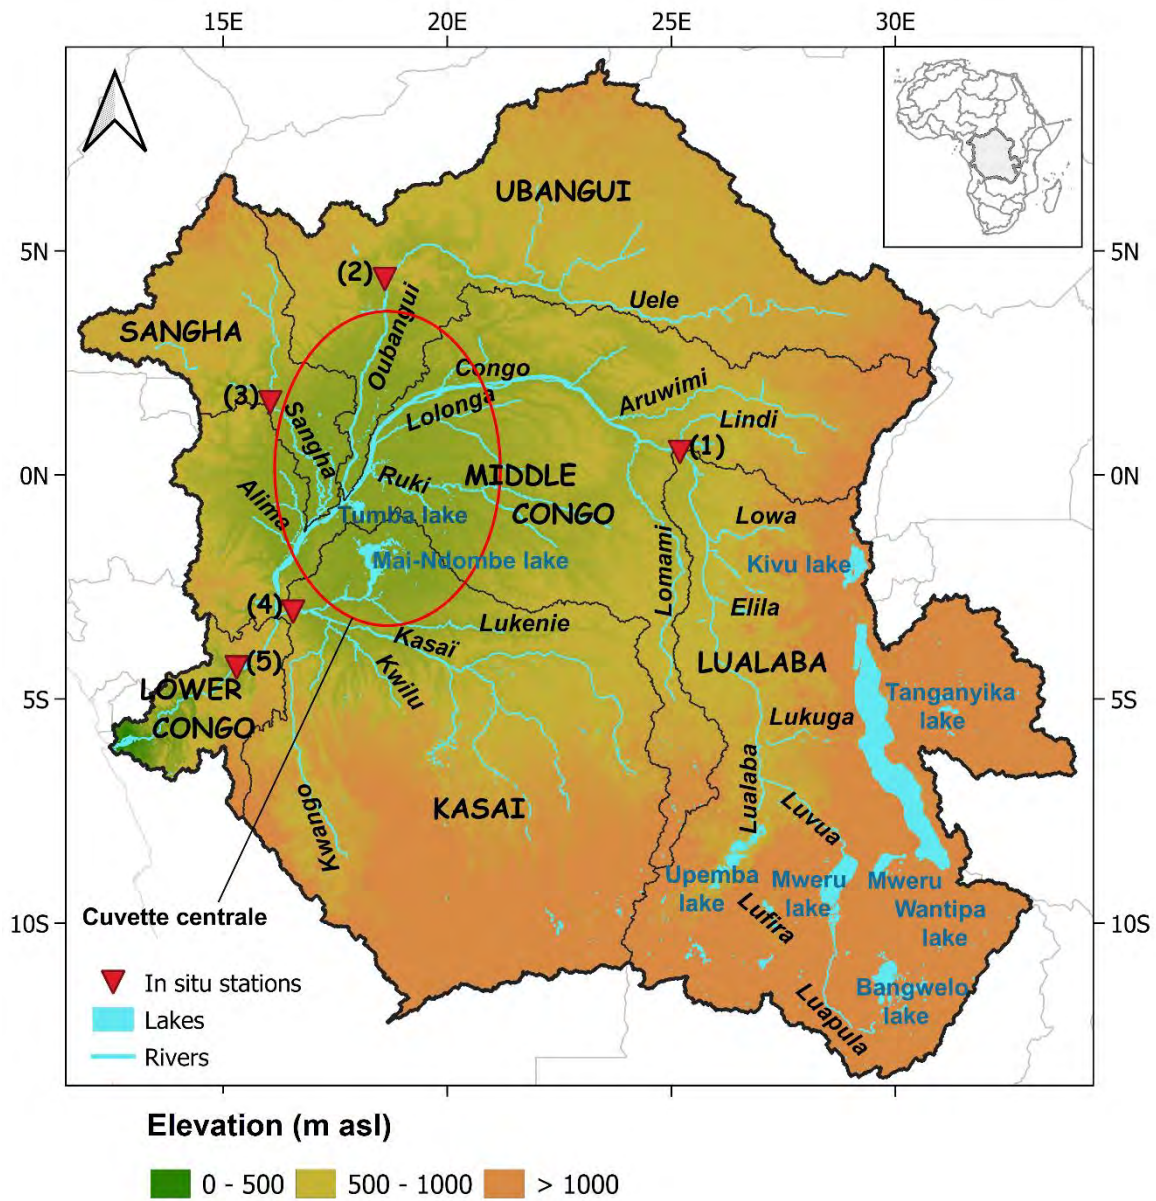 15E
20E
25E
30E
UBANGUI
5N
5N
(2)
Oubangui
Uele
SANGHA
(3)
Sangha
Congo
Lolonga
Aruwimi
Lindi
(1)
0N
0N
Alima
Ruki
MIDDLE
CONGO
Tumba lake
Lowa
Mai-Ndombe lake
Lomami
Kivu lake
(4)
Elila
Lukenie
Kasaï
Kwilu
(5)
LUALABA
LOWER
CONGO
5S
5S
Tanganyika
lake
Lukuga
Lualaba
Luvua
Kwango
KASAI
Upemba
lake
Mweru
lake
Mweru
Wantipa
lake
Lufira
Cuvette centrale
10S
10S
In situ stations
Lakes
Rivers
Bangwelo
lake
Luapula
Elevation (m asl)
0 - 500
500 - 1000
> 1000